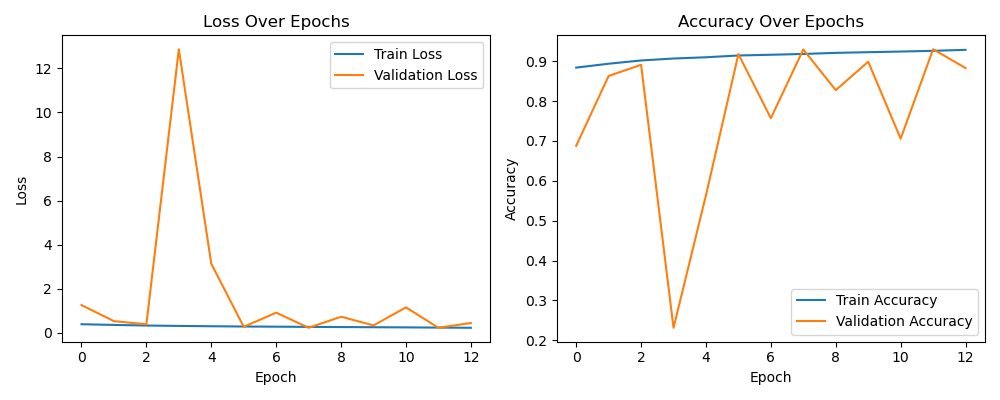 Loss Over Epochs
Train Loss
Validation Loss
12
10
8
6
4
2
0
Loss
0 2 4 6 8 10 12
Epoch
Accuracy Over Epochs
0.9
0.8
0.7
0.6
0.5
0.4
0.3
0.2
Accuracy
Train Accuracy
Validation Accuracy
0 2 4 6 8 10 12
Epoch